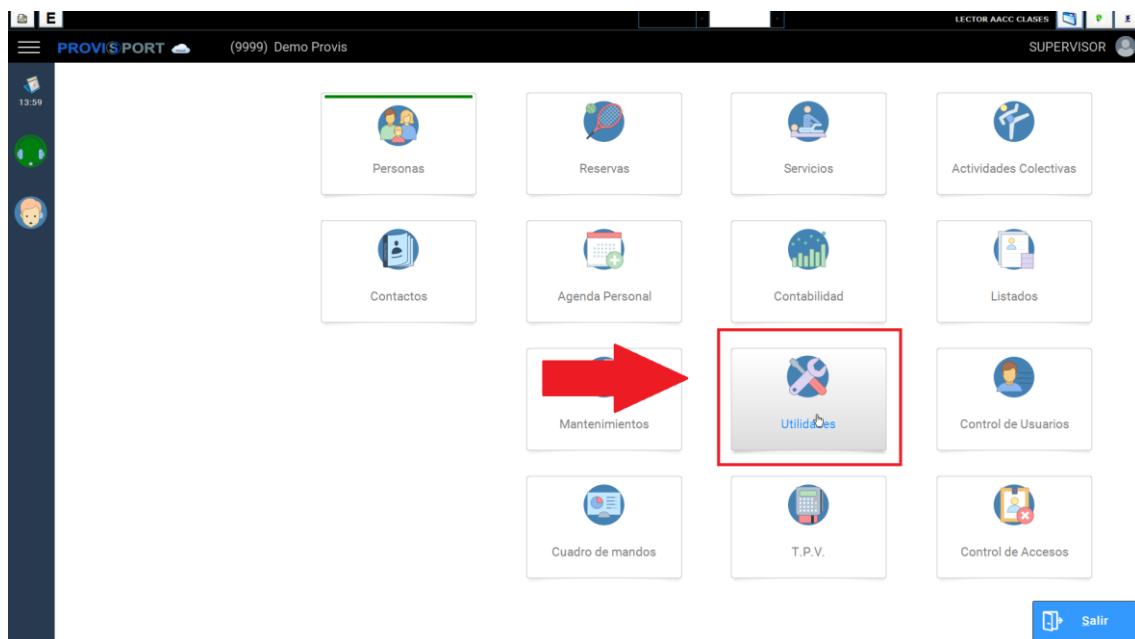 E
LECTOR AACC CLASES
PROVISPORT
(9999) Demo Provis
SUPERVISOR
13:59
Personas
Reservas
Servicios
Actividades Colectivas
Contactos
Agenda Personal
Contabilidad
Listados
Mantenimientos
Utilidades
Control de Usuarios
Cuadro de mandos
T.P.V.
Control de Accesos
Salir